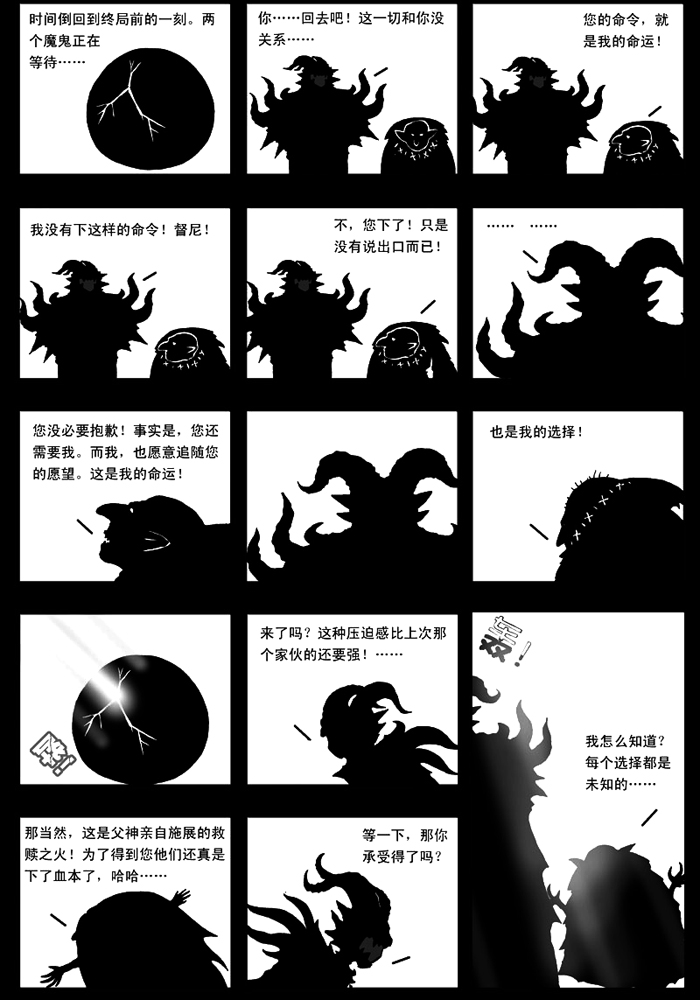 时间倒回到终局前的一刻。两
个魔鬼正在
等待……
你……回去吧！这一切和你没
关系……
您的命令，就
是我的命运！
我没有下这样的命令！督尼！
不，您下了！只是
没有说出口而已！
…… ……
您没必要抱歉！事实是，您还
需要我。而我，也愿意追随您
的愿望。这是我的命运！
也是我的选择！
来了吗？这种压迫感比上次那
个家伙的还要强！……
那当然，这是父神亲自施展的救
赎之火！为了得到您他们还真是
下了血本了，哈哈……
等一下，那你
承受得了吗？
轰！
我怎么知道？
每个选择都是
未知的……